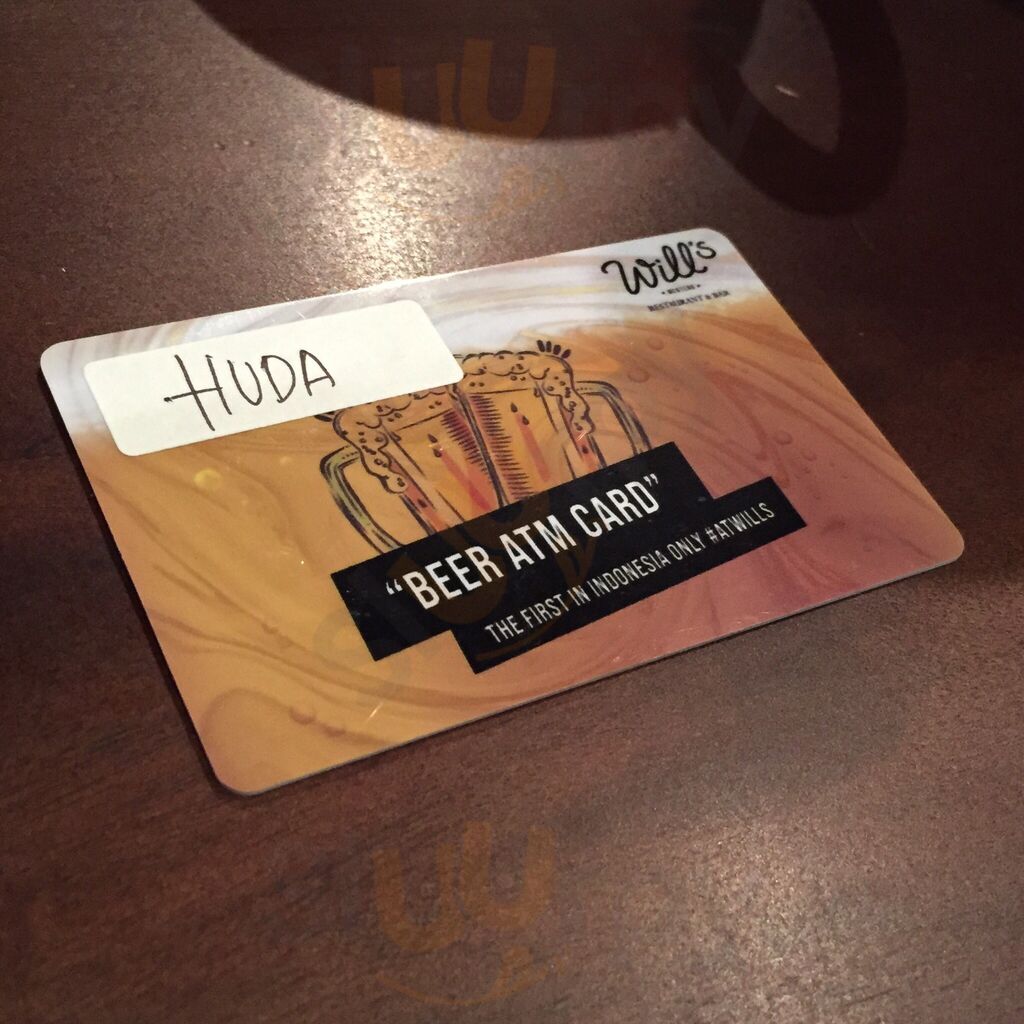 Will's
RESTAURANT & BAR
HUDA
"BEER ATM CARD"
THE FIRST IN INDONESIA ONLY #ATWILLS